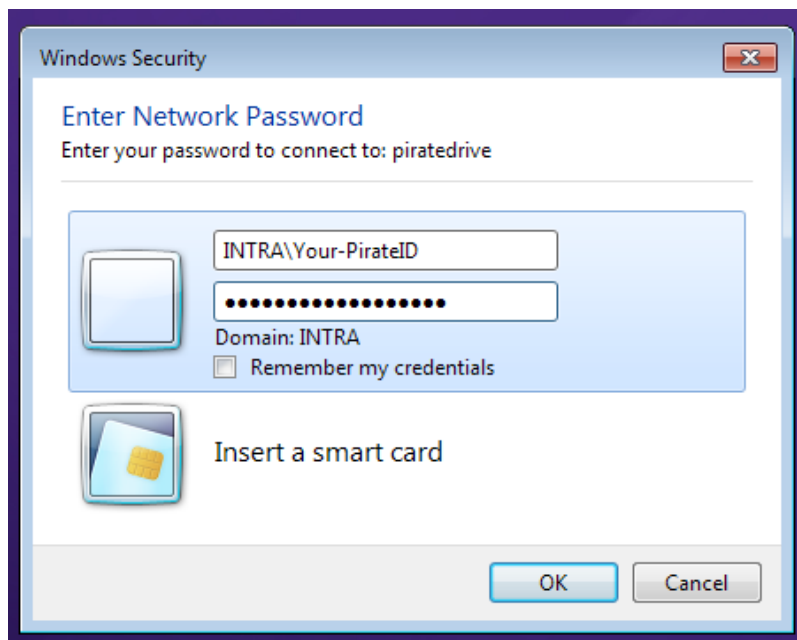 Windows Security
Enter Network Password
Enter your password to connect to: piratedrive
INTRA\Your-PirateID
●●●●●●●●●●●●●●●●●●
Domain: INTRA
Remember my credentials
Insert a smart card
OK
Cancel